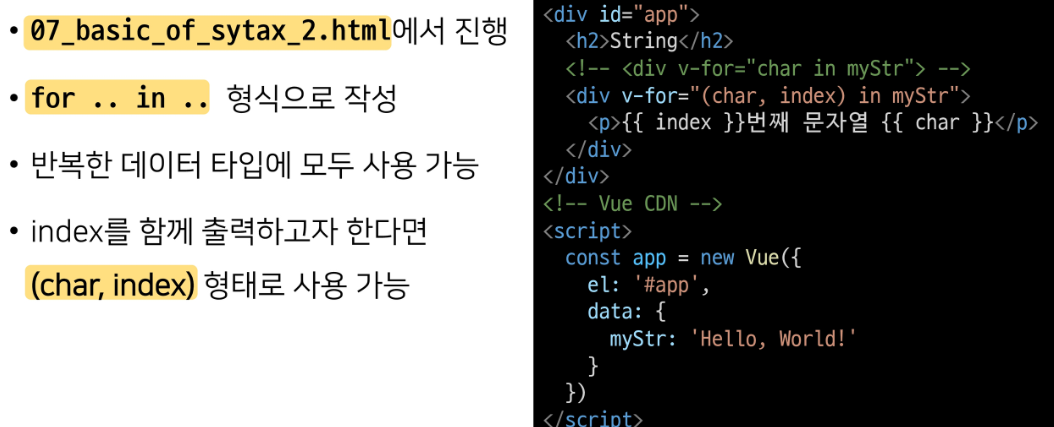 • 07_basic_of_sytax_2.html에서 진행
• for .. in .. 형식으로 작성
• 반복한 데이터 타입에 모두 사용 가능
• index를 함께 출력하고자 한다면
(char, index) 형태로 사용 가능
<div id="app">
<h2>String</h2>
<!-- <div v-for="char in myStr"> -->
<div v-for="(char, index) in myStr">
<p>{{ index }}번째 문자열 {{ char }}</p>
</div>
</div>
<!-- Vue CDN -->
<script>
const app = new Vue({
el: '#app',
data: {
myStr: 'Hello, World!'
}
})
</script>